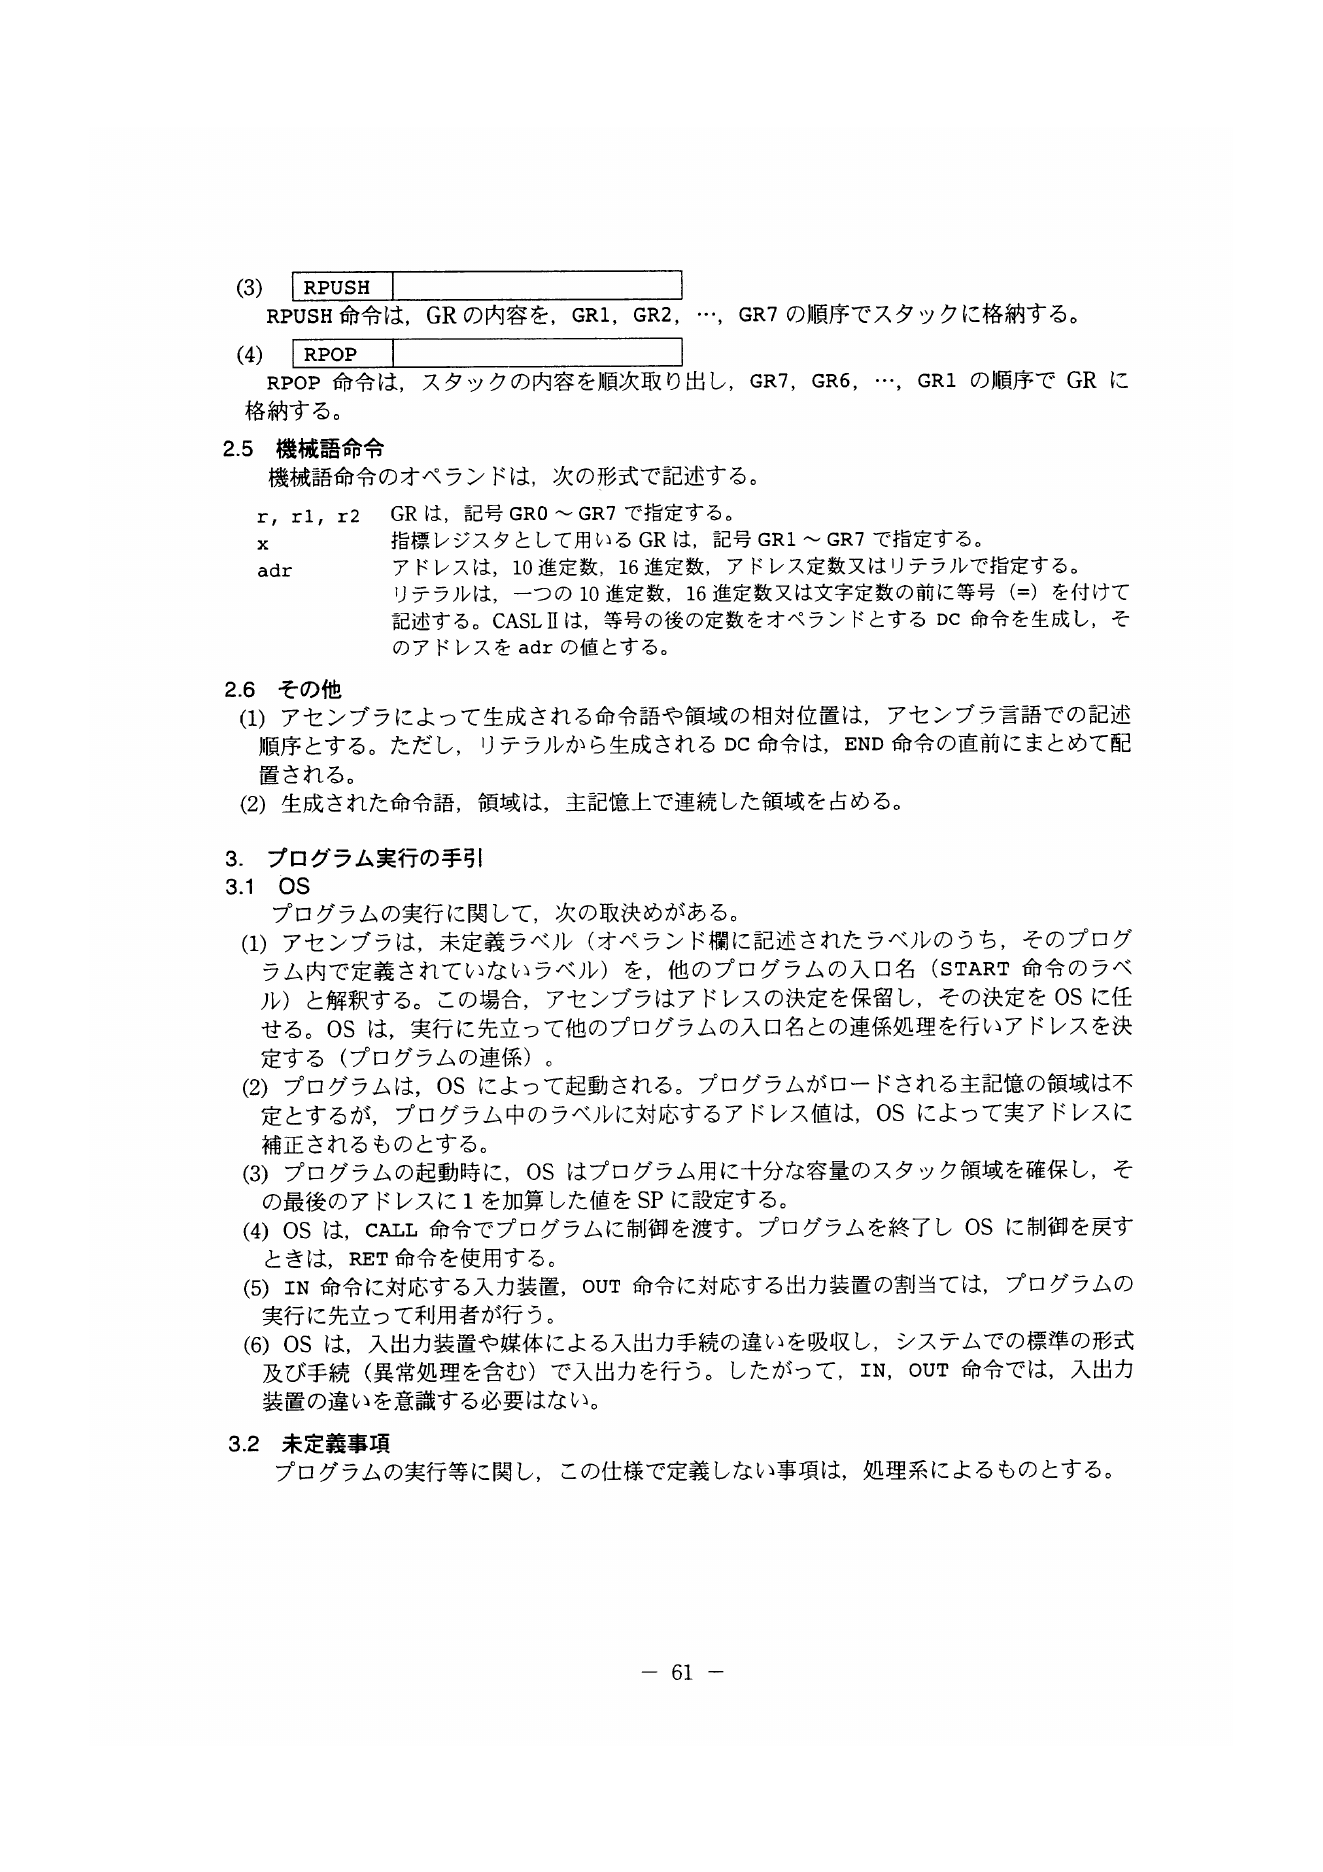 (3) RPUSH
RPUSH 命令は，GR の内容を，GR1，GR2，…，GR7 の順序でスタックに格納する。
(4) RPOP
RPOP 命令は，スタックの内容を順次取り出し，GR7，GR6，…，GR1 の順序で GR に
格納する。
2.5 機械語命令
機械語命令のオペランドは，次の形式で記述する。
r, r1, r2 GR は，記号 GR0 ～ GR7 で指定する。
x 指標レジスタとして用いる GR は，記号 GR1 ～ GR7 で指定する。
adr アドレスは，10 進定数，16 進定数，アドレス定数又はリテラルで指定する。
リテラルは，一つの 10 進定数，16 進定数又は文字定数の前に等号（=）を付けて
記述する。CASLⅡは，等号の後の定数をオペランドとする DC 命令を生成し，そ
のアドレスを adr の値とする。
2.6 その他
(1) アセンブラによって生成される命令語や領域の相対位置は，アセンブラ言語での記述
順序とする。ただし，リテラルから生成される DC 命令は，END 命令の直前にまとめて配
置される。
(2) 生成された命令語，領域は，主記憶上で連続した領域を占める。
3. プログラム実行の手引
3.1 OS
プログラムの実行に関して，次の取決めがある。
(1) アセンブラは，未定義ラベル（オペランド欄に記述されたラベルのうち，そのプログ
ラム内で定義されていないラベル）を，他のプログラムの入口名（START 命令のラベ
ル）と解釈する。この場合，アセンブラはアドレスの決定を保留し，その決定を OS に任
せる。OS は，実行に先立って他のプログラムの入口名との連係処理を行いアドレスを決
定する（プログラムの連係）。
(2) プログラムは，OS によって起動される。プログラムがロードされる主記憶の領域は不
定とするが，プログラム中のラベルに対応するアドレス値は，OS によって実アドレスに
補正されるものとする。
(3) プログラムの起動時に，OS はプログラム用に十分な容量のスタック領域を確保し，そ
の最後のアドレスに 1 を加算した値を SP に設定する。
(4) OS は，CALL 命令でプログラムに制御を渡す。プログラムを終了し OS に制御を戻す
ときは，RET 命令を使用する。
(5) IN 命令に対応する入力装置，OUT 命令に対応する出力装置の割当ては，プログラムの
実行に先立って利用者が行う。
(6) OS は，入出力装置や媒体による入出力手続の違いを吸収し，システムでの標準の形式
及び手続（異常処理を含む）で入出力を行う。したがって，IN，OUT 命令では，入出力
装置の違いを意識する必要はない。
3.2 未定義事項
プログラムの実行等に関し，この仕様で定義しない事項は，処理系によるものとする。
－ 61 －